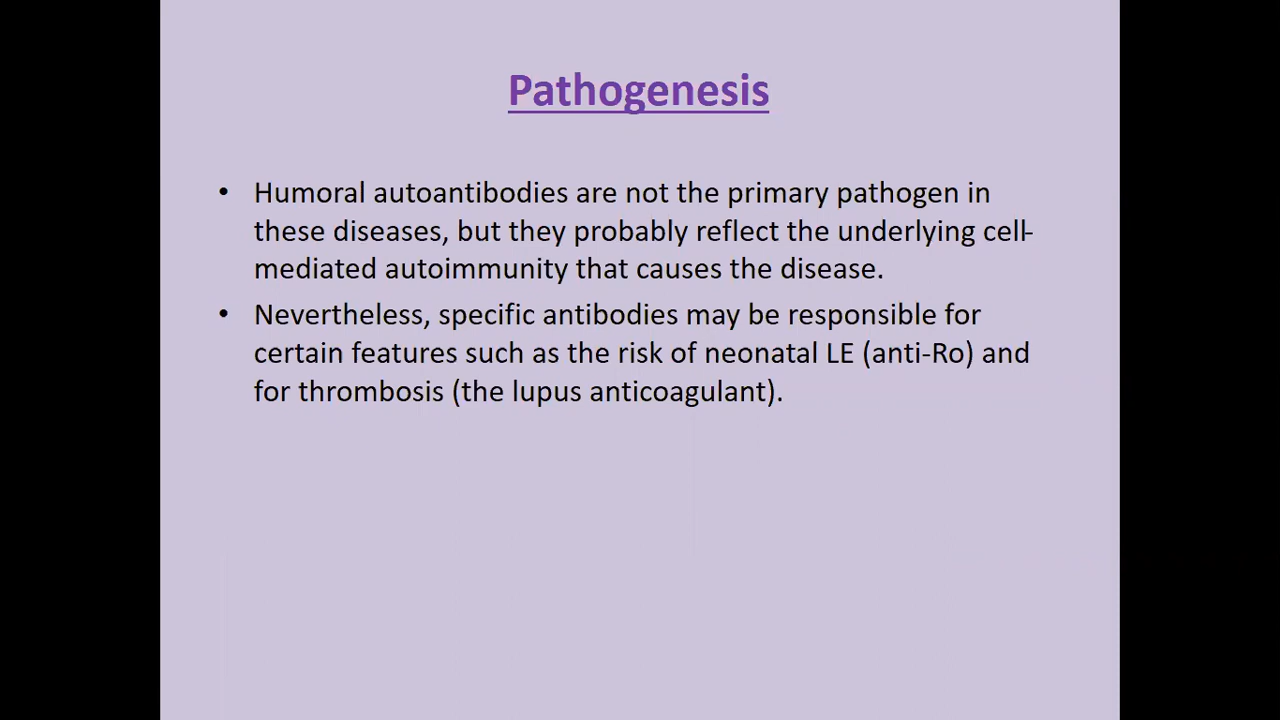 Pathogenesis
• Humoral autoantibodies are not the primary pathogen in
these diseases, but they probably reflect the underlying cell-
mediated autoimmunity that causes the disease.
• Nevertheless, specific antibodies may be responsible for
certain features such as the risk of neonatal LE (anti-Ro) and
for thrombosis (the lupus anticoagulant).